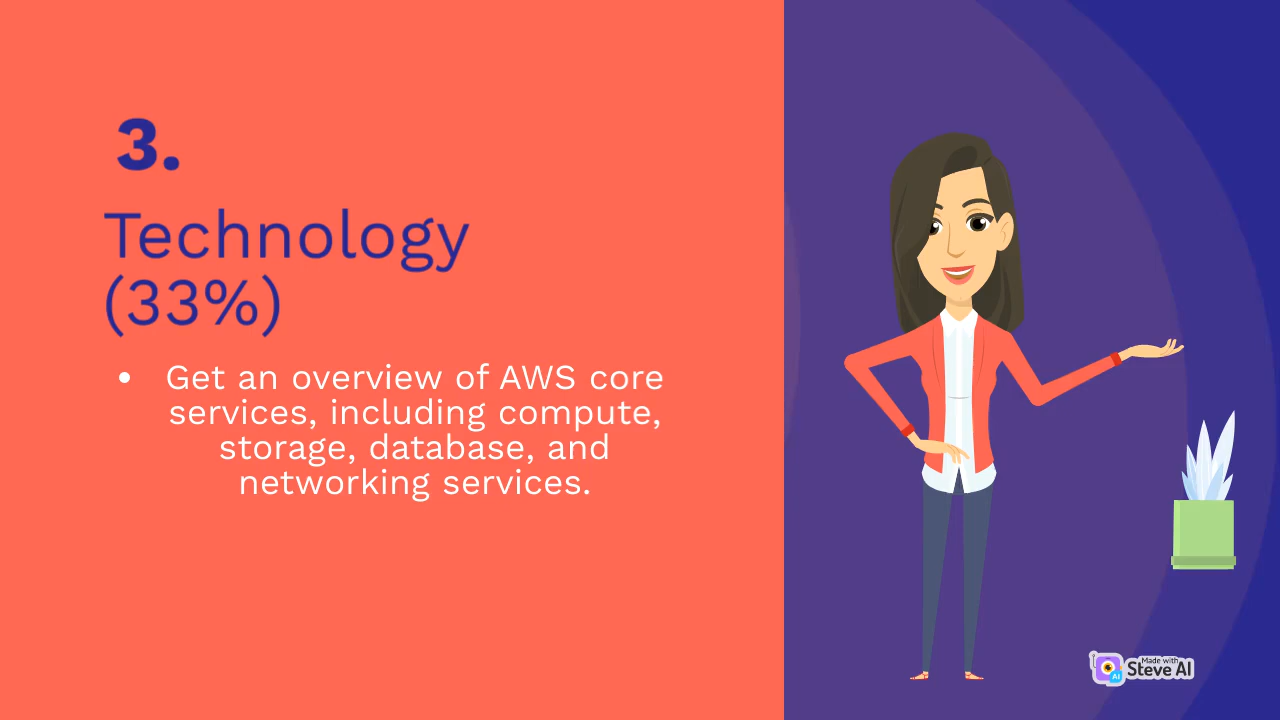 3.
Technology
(33%)
• Get an overview of AWS core
services, including compute,
storage, database, and
networking services.
Made with
Steve AI
AI